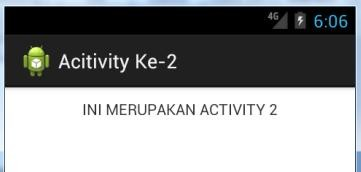 4G 6:06
Acitivity Ke-2
INI MERUPAKAN ACTIVITY 2